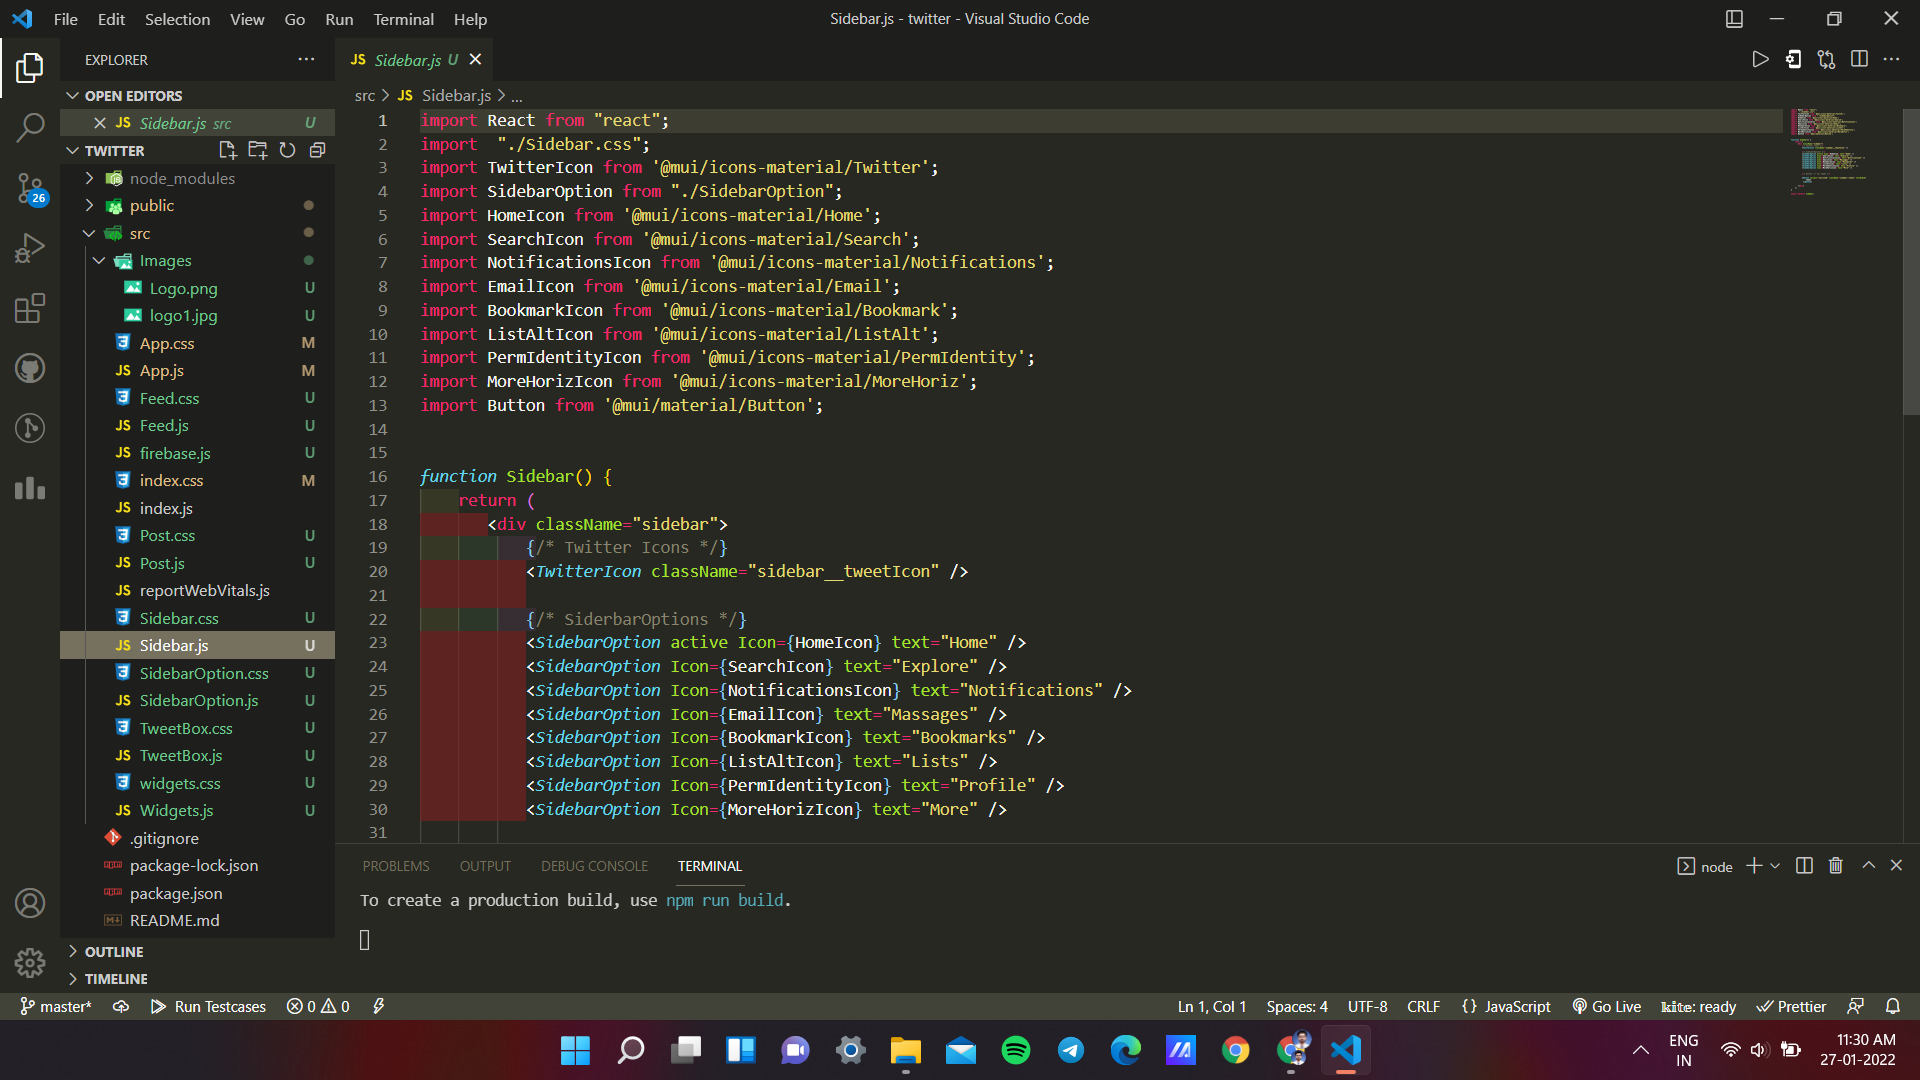 File Edit Selection View Go Run Terminal Help
Sidebar.js - twitter - Visual Studio Code
EXPLORER
OPEN EDITORS
JS Sidebar.js src U
TWITTER
node_modules
public
src
Images
Logo.png U
logo1.jpg U
App.css M
JS App.js M
Feed.css U
JS Feed.js U
JS firebase.js U
index.css M
JS index.js
Post.css U
JS Post.js U
JS reportWebVitals.js
Sidebar.css U
JS Sidebar.js U
SidebarOption.css U
JS SidebarOption.js U
TweetBox.css U
JS TweetBox.js U
widgets.css U
JS Widgets.js U
.gitignore
package-lock.json
package.json
README.md
OUTLINE
TIMELINE
26
JS Sidebar.js U
src > JS Sidebar.js > ...
1 import React from "react";
2 import  "./Sidebar.css";
3 import TwitterIcon from '@mui/icons-material/Twitter';
4 import SidebarOption from "./SidebarOption";
5 import HomeIcon from '@mui/icons-material/Home';
6 import SearchIcon from '@mui/icons-material/Search';
7 import NotificationsIcon from '@mui/icons-material/Notifications';
8 import EmailIcon from '@mui/icons-material/Email';
9 import BookmarkIcon from '@mui/icons-material/Bookmark';
10 import ListAltIcon from '@mui/icons-material/ListAlt';
11 import PermIdentityIcon from '@mui/icons-material/PermIdentity';
12 import MoreHorizIcon from '@mui/icons-material/MoreHoriz';
13 import Button from '@mui/material/Button';
14
15
16 function Sidebar() {
17 return (
18 <div className="sidebar">
19 {/* Twitter Icons */}
20 <TwitterIcon className="sidebar__tweetIcon" />
21
22 {/* SiderbarOptions */}
23 <SidebarOption active Icon={HomeIcon} text="Home" />
24 <SidebarOption Icon={SearchIcon} text="Explore" />
25 <SidebarOption Icon={NotificationsIcon} text="Notifications" />
26 <SidebarOption Icon={EmailIcon} text="Massages" />
27 <SidebarOption Icon={BookmarkIcon} text="Bookmarks" />
28 <SidebarOption Icon={ListAltIcon} text="Lists" />
29 <SidebarOption Icon={PermIdentityIcon} text="Profile" />
30 <SidebarOption Icon={MoreHorizIcon} text="More" />
31
PROBLEMS OUTPUT DEBUG CONSOLE TERMINAL
node
To create a production build, use npm run build.
master* Run Testcases 0 0
Ln 1, Col 1 Spaces: 4 UTF-8 CRLF {} JavaScript Go Live kite: ready Prettier
ENG
IN
11:30 AM
27-01-2022